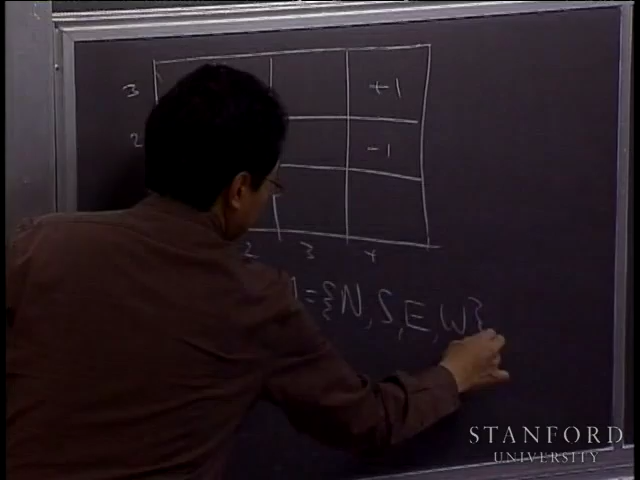 3 +1
2 -1
2 3 4
={N, S, E, W}
STANFORD
UNIVERSITY